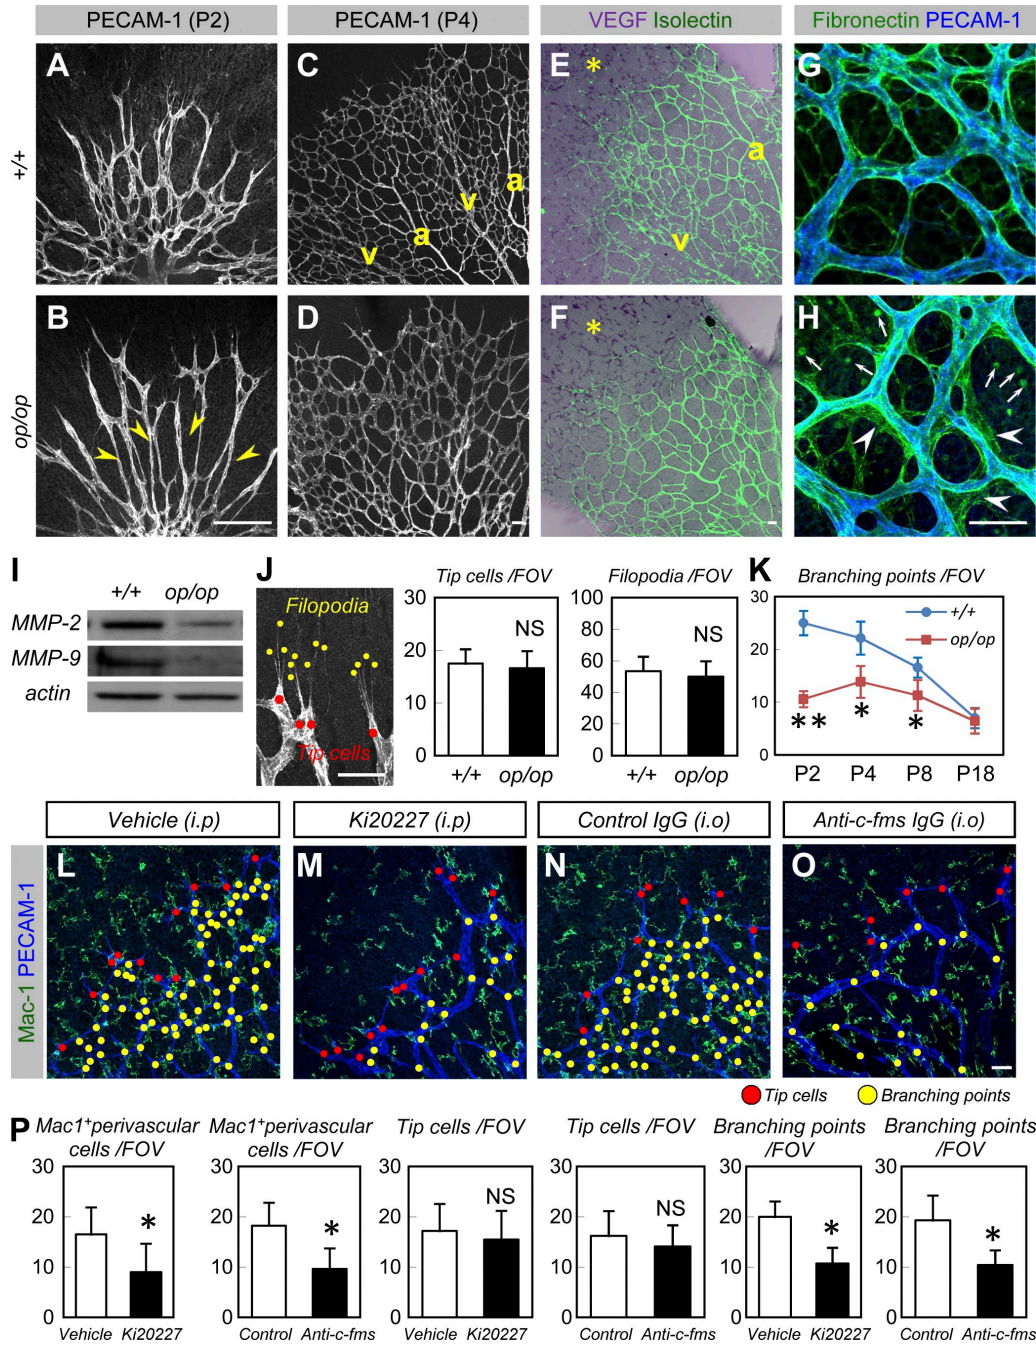 PECAM-1 (P2)
PECAM-1 (P4)
VEGF Isolectin
Fibronectin PECAM-1
+/+
A
C
a
v
a
v
E
*
a
v
G
op/op
B
D
F
*
H
I
+/+ op/op
MMP-2
MMP-9
actin
J
Filopodia
Tip cells
Tip cells /FOV
30
20
10
0
NS
+/+ op/op
Filopodia /FOV
100
80
60
40
20
0
NS
+/+ op/op
K
Branching points /FOV
30
20
10
0
+/+
op/op
**
*
*
P2 P4 P8 P18
Vehicle (i.p)
Ki20227 (i.p)
Control IgG (i.o)
Anti-c-fms IgG (i.o)
Mac-1 PECAM-1
L
M
N
O
Tip cells
Branching points
P
Mac1+perivascular
cells /FOV
30
20
10
0
*
Vehicle Ki20227
Mac1+perivascular
cells /FOV
30
20
10
0
*
Control Anti-c-fms
Tip cells /FOV
30
20
10
0
NS
Vehicle Ki20227
Tip cells /FOV
30
20
10
0
NS
Control Anti-c-fms
Branching points
/FOV
30
20
10
0
*
Vehicle Ki20227
Branching points
/FOV
30
20
10
0
*
Control Anti-c-fms